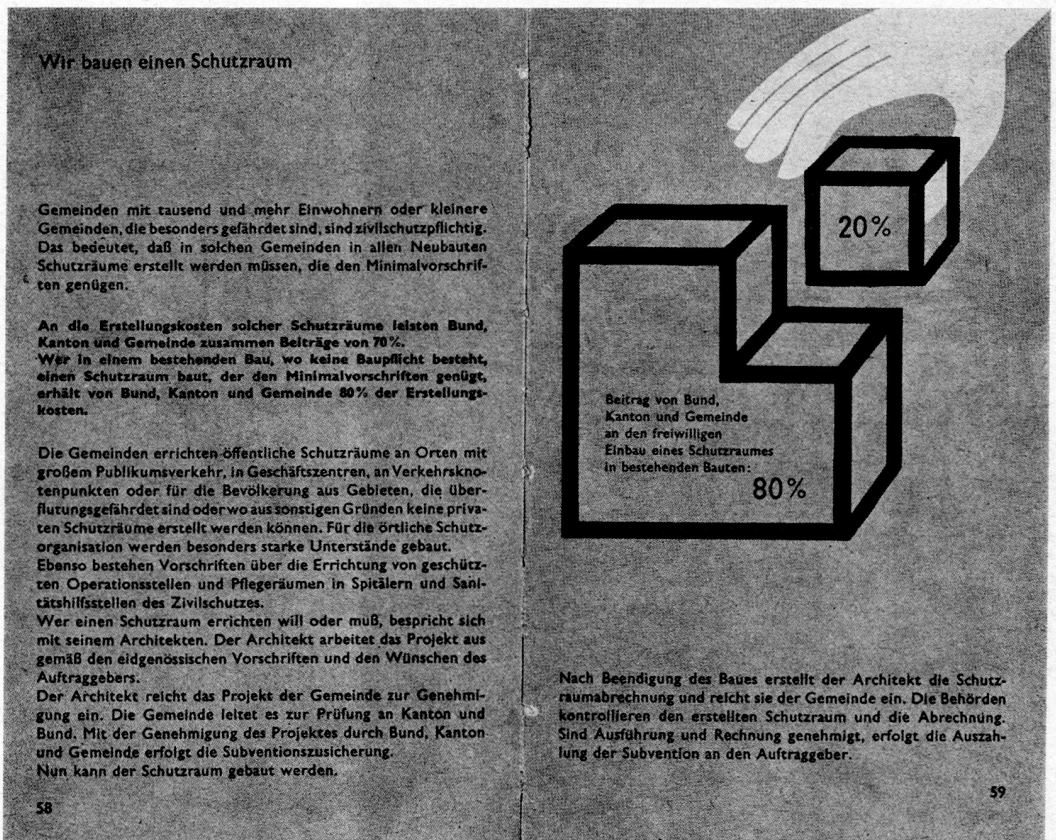 Wir bauen einen Schutzraum
Gemeinden mit tausend und mehr Einwohnern oder kleinere
Gemeinden, die besonders gefährdet sind, sind zivilschutzpflichtig.
Das bedeutet, daß in solchen Gemeinden in allen Neubauten
Schutzräume erstellt werden müssen, die den Minimalvorschrif-
ten genügen.
An die Erstellungskosten solcher Schutzräume leisten Bund,
Kanton und Gemeinde zusammen Beiträge von 70%.
Wer in einem bestehenden Bau, wo keine Baupflicht besteht,
einen Schutzraum baut, der den Minimalvorschriften genügt,
erhält von Bund, Kanton und Gemeinde 80% der Erstellungs-
kosten.
Die Gemeinden errichten öffentliche Schutzräume an Orten mit
großem Publikumsverkehr, in Geschäftszentren, an Verkehrskno-
tenpunkten oder für die Bevölkerung aus Gebieten, die über-
flutungsgefährdet sind oder wo aus sonstigen Gründen keine priva-
ten Schutzräume erstellt werden können. Für die örtliche Schutz-
organisation werden besonders starke Unterstände gebaut.
Ebenso bestehen Vorschriften über die Errichtung von geschütz-
ten Operationsstellen und Pflegeräumen in Spitälern und Sani-
tätshilfsstellen des Zivilschutzes.
Wer einen Schutzraum errichten will oder muß, bespricht sich
mit seinem Architekten. Der Architekt arbeitet das Projekt aus
gemäß den eidgenössischen Vorschriften und den Wünschen des
Auftraggebers.
Der Architekt reicht das Projekt der Gemeinde zur Genehmi-
gung ein. Die Gemeinde leitet es zur Prüfung an Kanton und
Bund. Mit der Genehmigung des Projektes durch Bund, Kanton
und Gemeinde erfolgt die Subventionszusicherung.
Nun kann der Schutzraum gebaut werden.
58
20%
Beitrag von Bund,
Kanton und Gemeinde
an den freiwilligen
Einbau eines Schutzraumes
in bestehenden Bauten:
80%
Nach Beendigung des Baues erstellt der Architekt die Schutz-
raumabrechnung und reicht sie der Gemeinde ein. Die Behörden
kontrollieren den erstellten Schutzraum und die Abrechnung.
Sind Ausführung und Rechnung genehmigt, erfolgt die Auszah-
lung der Subvention an den Auftraggeber.
59